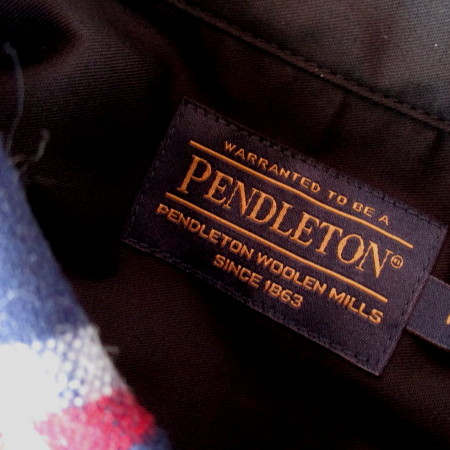 WARRANTED TO BE A
PENDLETON®
PENDLETON WOOLEN MILLS
SINCE 1863